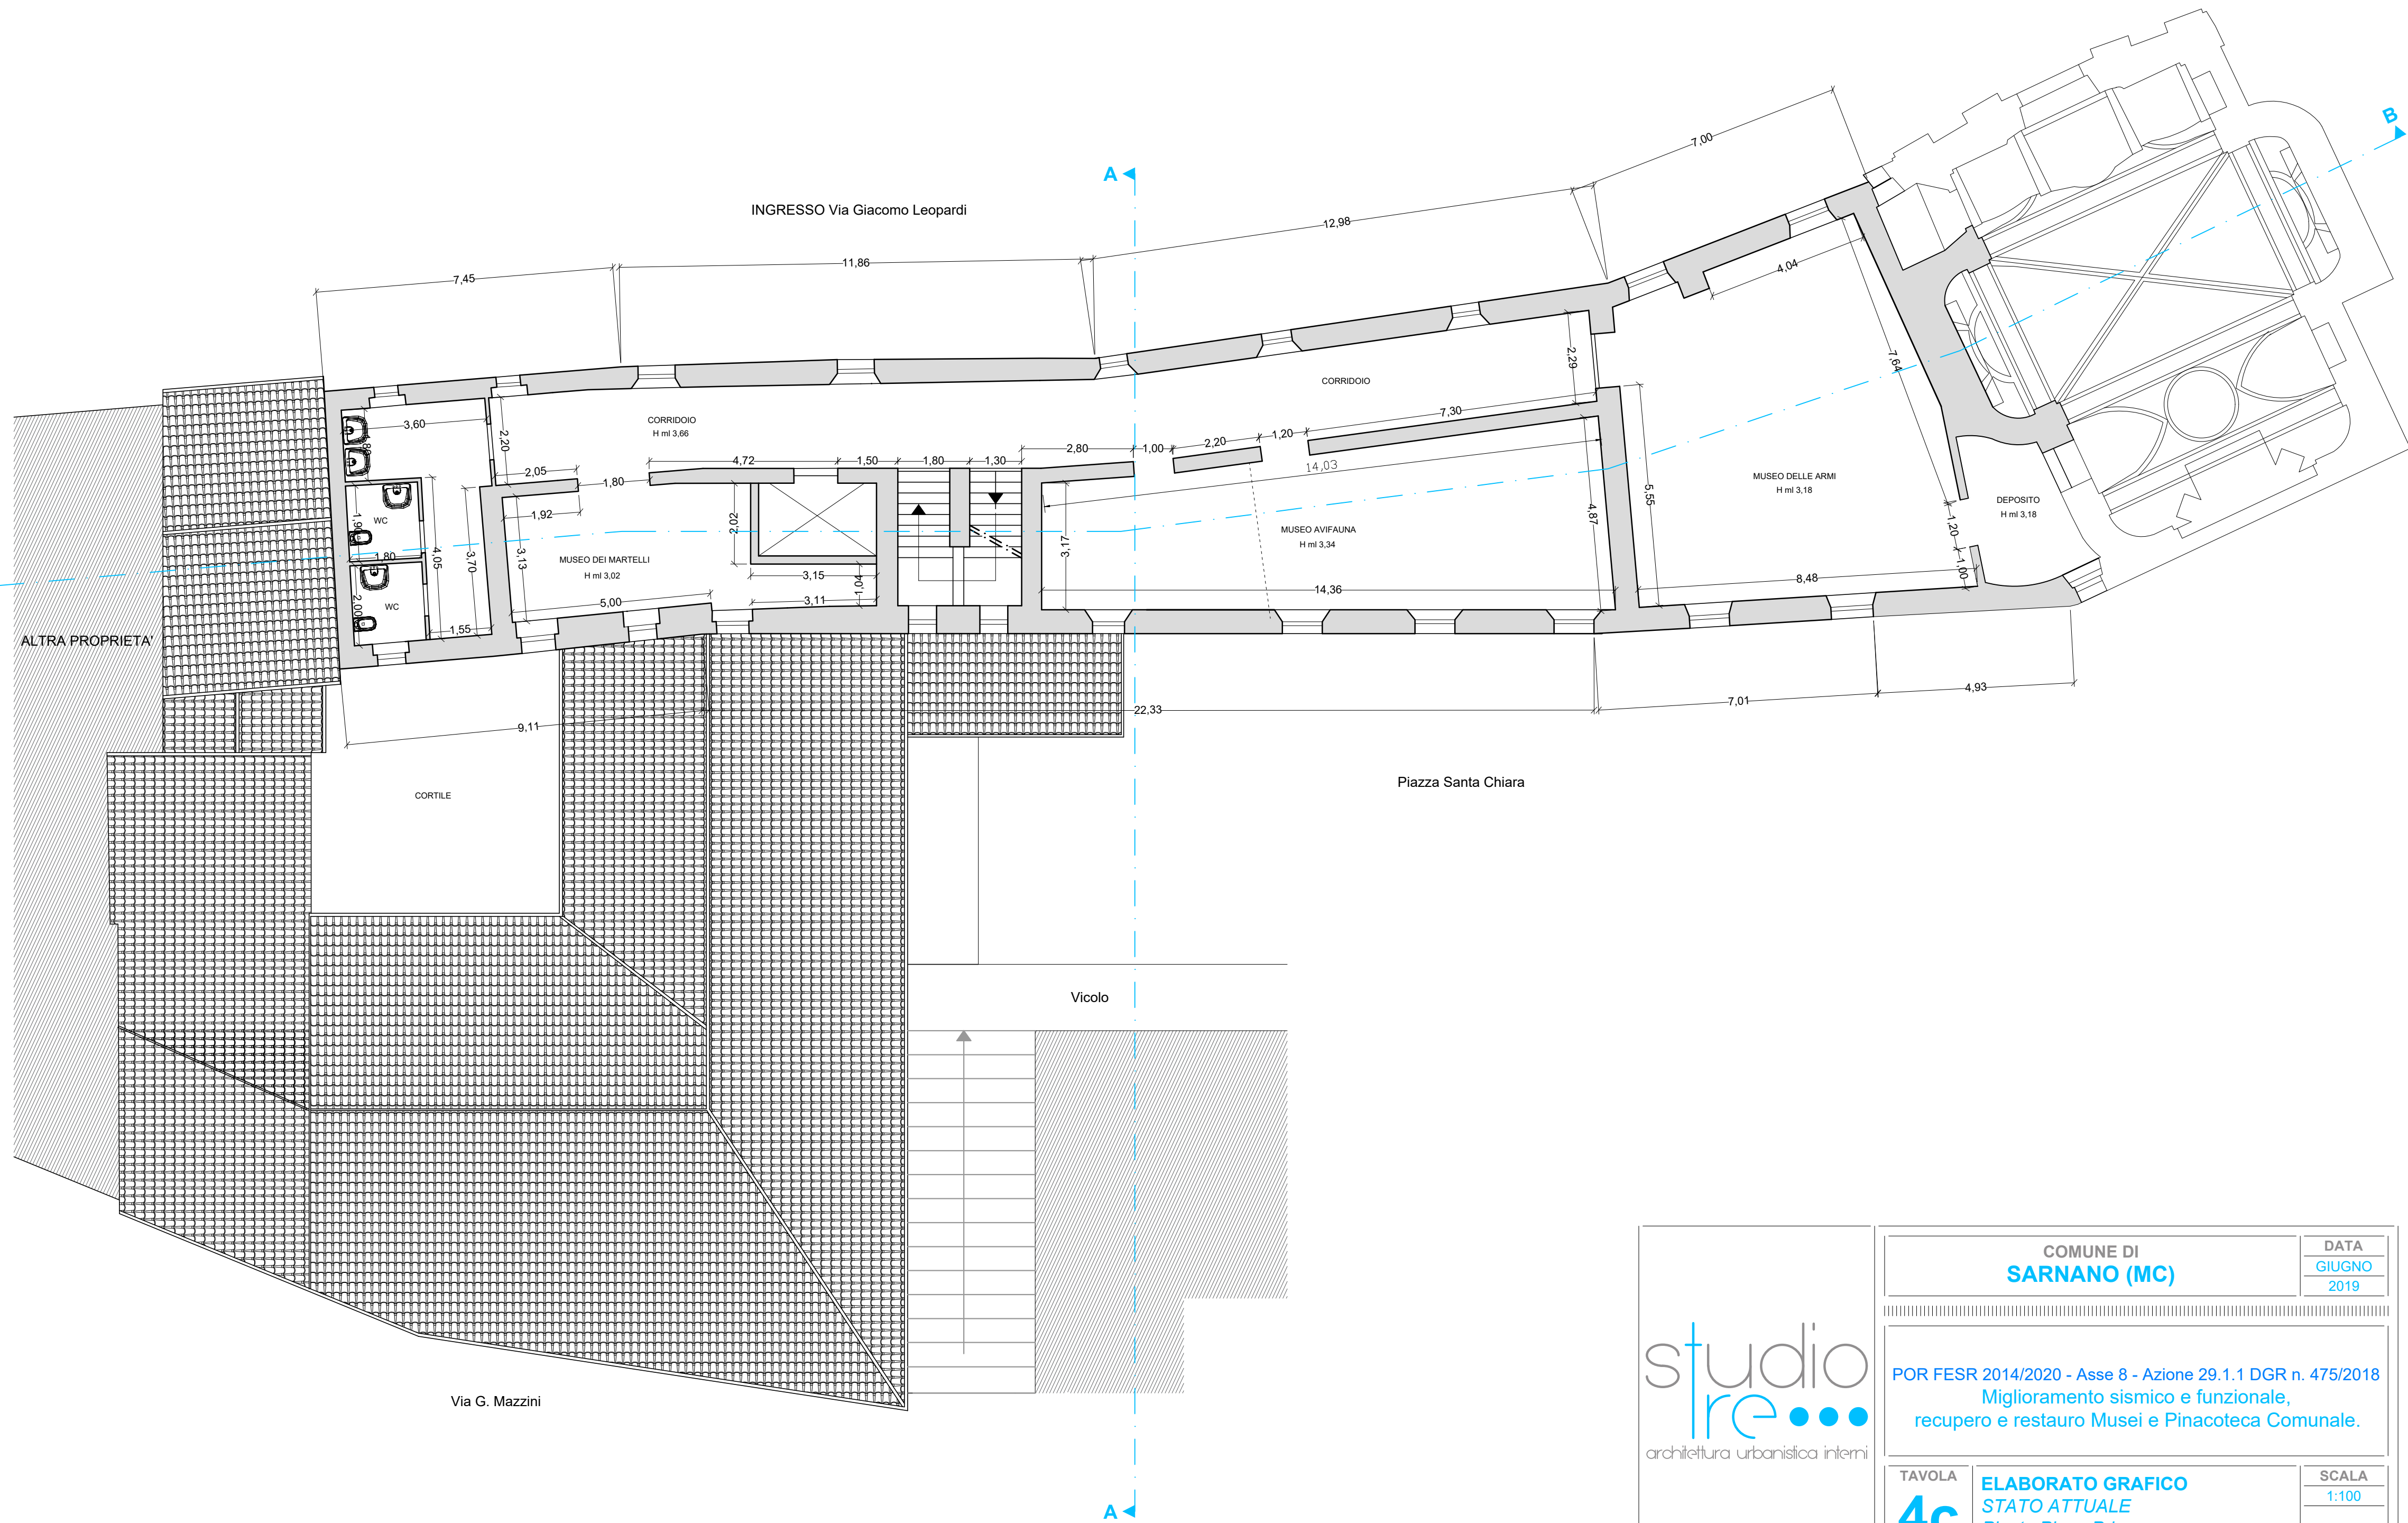 B
A
7,00
INGRESSO Via Giacomo Leopardi
12,98
11,86
7,45
4,04
7,64
2,29
CORRIDOIO
CORRIDOIO
H ml 3,66
3,60
1,80
2,20
7,30
1,20
2,20
1,00
2,80
1,30
1,80
1,50
4,72
2,05
1,80
14,03
MUSEO DELLE ARMI
H ml 3,18
DEPOSITO
H ml 3,18
5,55
4,87
1,92
2,02
WC
1,90
MUSEO AVIFAUNA
H ml 3,34
1,20
3,17
1,80
4,05
3,70
3,13
MUSEO DEI MARTELLI
H ml 3,02
3,15
1,04
1,00
8,48
14,36
3,11
5,00
WC
2,00
1,55
ALTRA PROPRIETA'
4,93
7,01
22,33
9,11
Piazza Santa Chiara
CORTILE
Vicolo
Via G. Mazzini
A
studio
tre
architettura urbanistica interni
COMUNE DI
SARNANO (MC)
DATA
GIUGNO
2019
POR FESR 2014/2020 - Asse 8 - Azione 29.1.1 DGR n. 475/2018
Miglioramento sismico e funzionale,
recupero e restauro Musei e Pinacoteca Comunale.
TAVOLA
4c
ELABORATO GRAFICO
STATO ATTUALE
SCALA
1:100